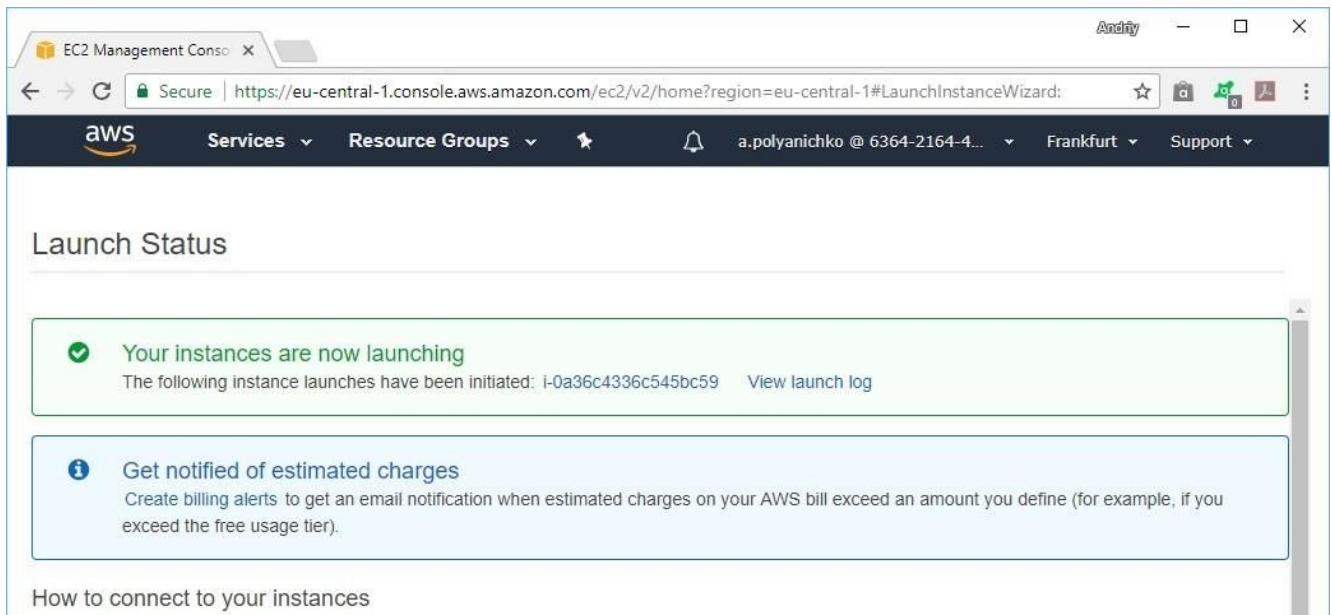 Andriy
EC2 Management Conso
Secure | https://eu-central-1.console.aws.amazon.com/ec2/v2/home?region=eu-central-1#LaunchInstanceWizard:
a
0
aws Services Resource Groups a.polyanichko @ 6364-2164-4... Frankfurt Support
Launch Status
Your instances are now launching
The following instance launches have been initiated: i-0a36c4336c545bc59 View launch log
Get notified of estimated charges
Create billing alerts to get an email notification when estimated charges on your AWS bill exceed an amount you define (for example, if you
exceed the free usage tier).
How to connect to your instances